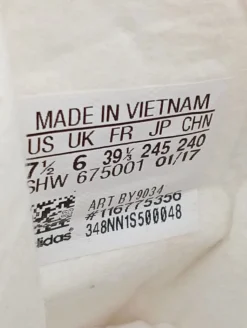 MADE IN VIETNAM
US UK FR JP CHN
7½ 6 39⅓ 245 240
SHW 675001 01/17
ART BY9034
#116775356
348NN1S500048
adidas